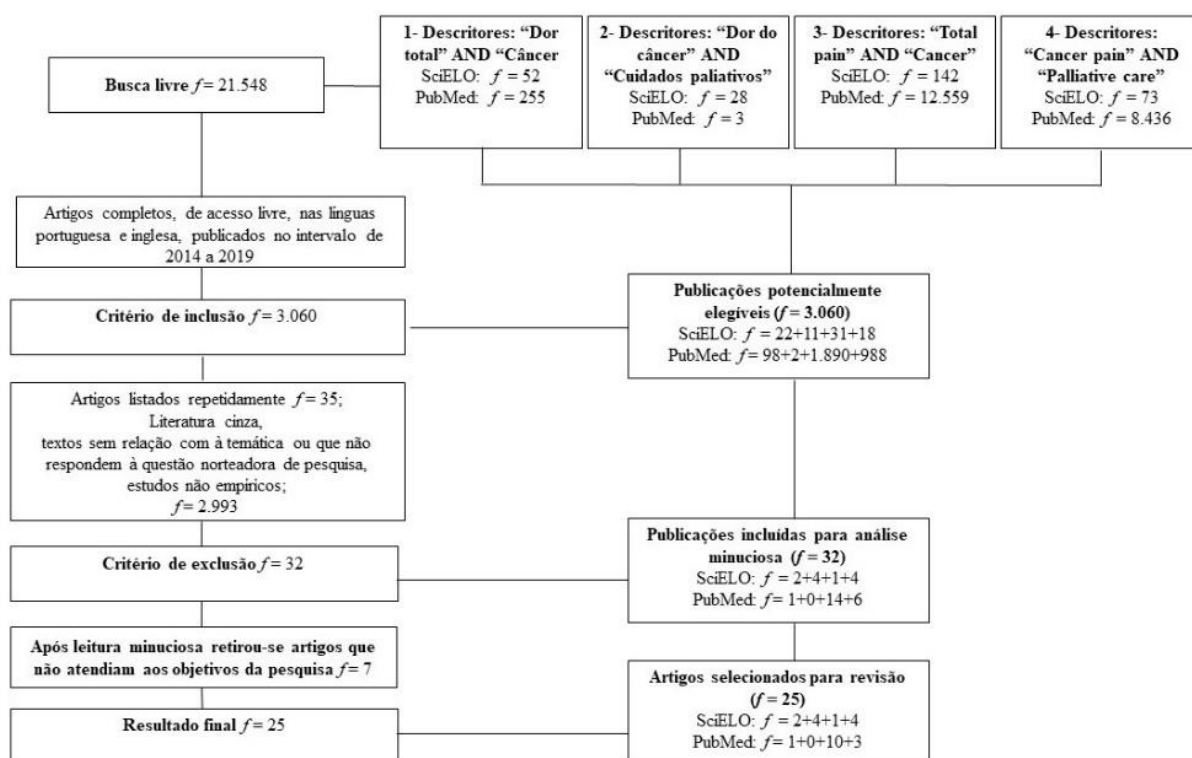 Busca livre f = 21.548
1- Descritores: “Dor
total” AND “Câncer
SciELO: f = 52
PubMed: f = 255
2- Descritores: “Dor do
câncer” AND
“Cuidados paliativos”
SciELO: f = 28
PubMed: f = 3
3- Descritores: “Total
pain” AND “Cancer”
SciELO: f = 142
PubMed: f = 12.559
4- Descritores:
“Cancer pain” AND
“Palliative care”
SciELO: f = 73
PubMed: f = 8.436
Artigos completos, de acesso livre, nas línguas
portuguesa e inglesa, publicados no intervalo de
2014 a 2019
Critério de inclusão f = 3.060
Publicações potencialmente
elegíveis (f = 3.060)
SciELO: f = 22+11+31+18
PubMed: f= 98+2+1.890+988
Artigos listados repetidamente f = 35;
Literatura cinza,
textos sem relação com à temática ou que não
respondem à questão norteadora de pesquisa,
estudos não empíricos;
f= 2.993
Critério de exclusão f = 32
Publicações incluídas para análise
minuciosa (f = 32)
SciELO: f = 2+4+1+4
PubMed: f= 1+0+14+6
Após leitura minuciosa retirou-se artigos que
não atendiam aos objetivos da pesquisa f= 7
Artigos selecionados para revisão
(f = 25)
SciELO: f = 2+4+1+4
PubMed: f= 1+0+10+3
Resultado final f = 25